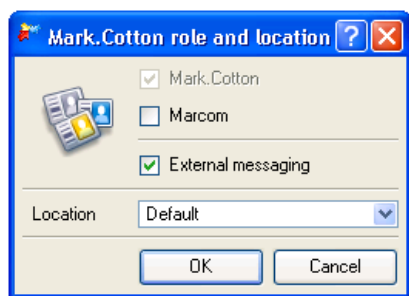 Mark.Cotton role and location
Mark.Cotton
Marcom
External messaging
Location Default
OK Cancel